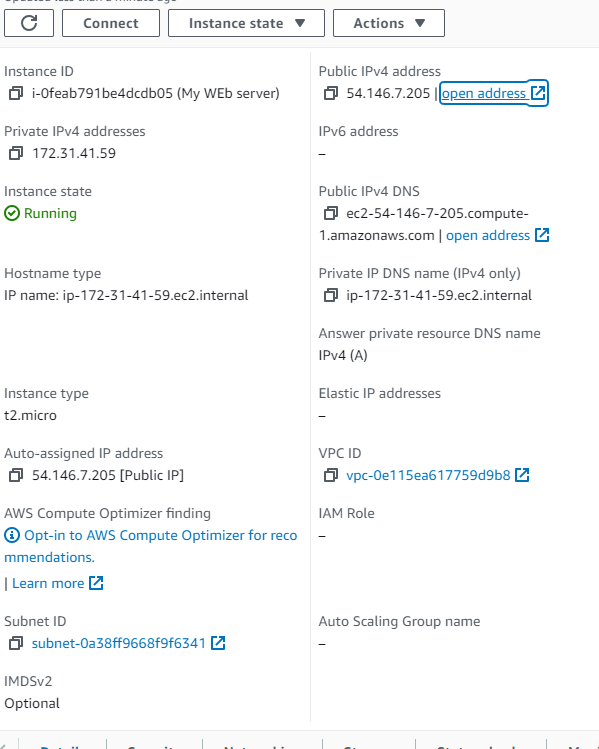 Connect
Instance state
Actions
Instance ID
i-0feab791be4dcdb05 (My WEb server)
Private IPv4 addresses
172.31.41.59
Instance state
Running
Hostname type
IP name: ip-172-31-41-59.ec2.internal
Instance type
t2.micro
Auto-assigned IP address
54.146.7.205 [Public IP]
AWS Compute Optimizer finding
Opt-in to AWS Compute Optimizer for reco
mmendations.
| Learn more
Subnet ID
subnet-0a38ff9668f9f6341
IMDSv2
Optional
Public IPv4 address
54.146.7.205 | open address
IPv6 address
–
Public IPv4 DNS
ec2-54-146-7-205.compute-
1.amazonaws.com | open address
Private IP DNS name (IPv4 only)
ip-172-31-41-59.ec2.internal
Answer private resource DNS name
IPv4 (A)
Elastic IP addresses
–
VPC ID
vpc-0e115ea617759d9b8
IAM Role
–
Auto Scaling Group name
–